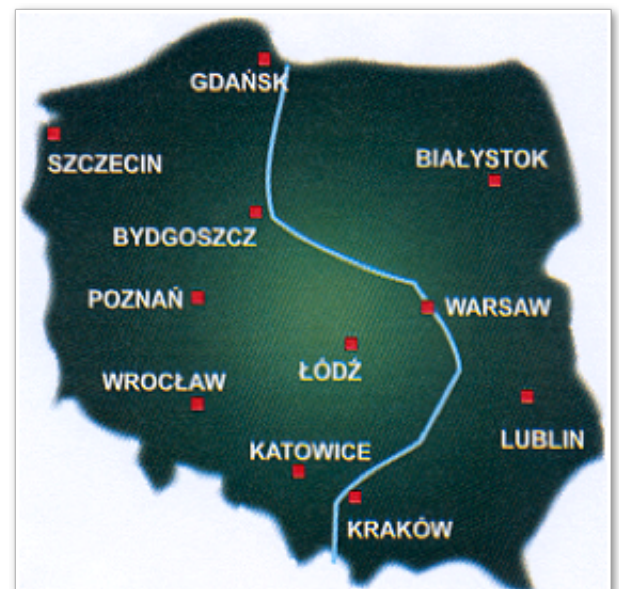 GDAŃSK
SZCZECIN
BIAŁYSTOK
BYDGOSZCZ
POZNAŃ
WARSAW
ŁÓDŹ
WROCŁAW
LUBLIN
KATOWICE
KRAKÓW